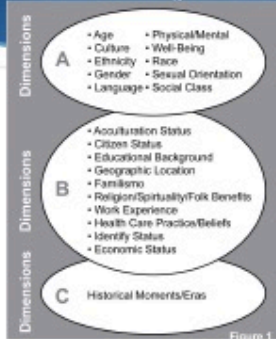 Dimensions
A
• Age
• Culture
• Ethnicity
• Gender
• Language
• Physical/Mental
• Well-Being
• Race
• Sexual Orientation
• Social Class
Dimensions
B
• Acculturation Status
• Citizen Status
• Educational Background
• Geographic Location
• Familismo
• Religion/Spirtuality/Folk Benefits
• Work Experience
• Health Care Practice/Beliefs
• Identify Status
• Economic Status
Dimensions
C
Historical Moments/Eras
Figure 1